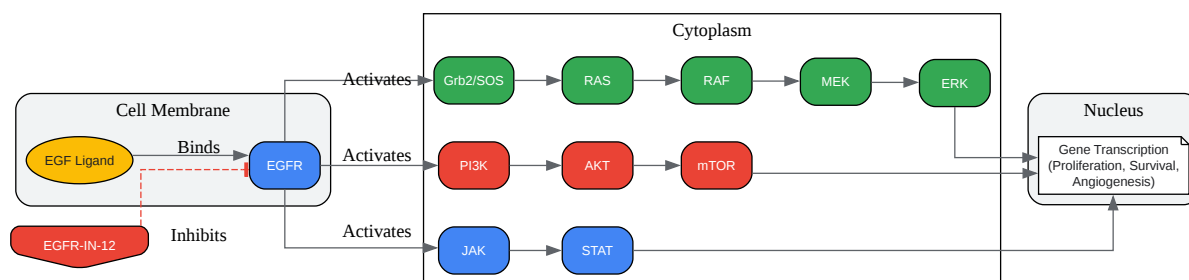 Cytoplasm
Activates
Grb2/SOS
RAS
RAF
MEK
ERK
Cell Membrane
Nucleus
EGF Ligand
Binds
EGFR
Activates
PI3K
AKT
mTOR
Gene Transcription
(Proliferation, Survival,
Angiogenesis)
EGFR-IN-12
Inhibits
Activates
JAK
STAT